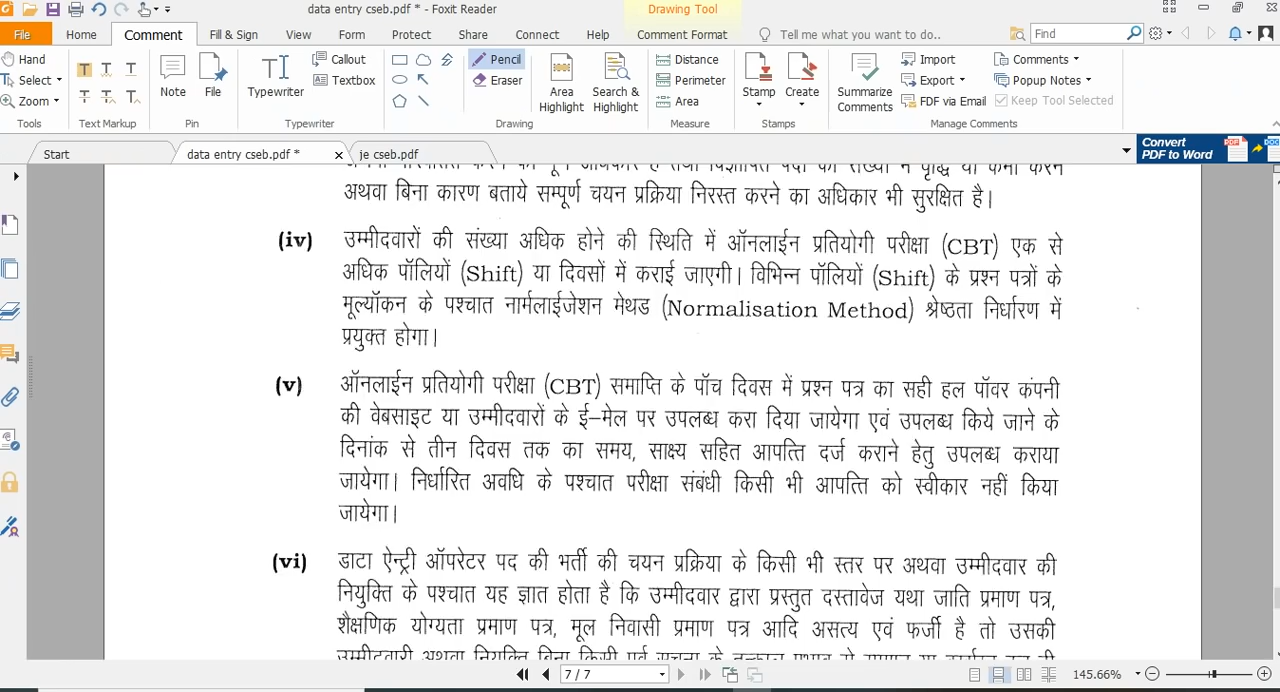 data entry cseb.pdf * - Foxit Reader
Drawing Tool
File Home Comment Fill & Sign View Form Protect Share Connect Help Comment Format Tell me what you want to do.. Find
Hand Select Zoom Tools
Text Markup
Note File Pin
Typewriter Callout Textbox Typewriter
Pencil Eraser Area Highlight Search & Highlight Drawing
Distance Perimeter Area Measure
Stamp Create Stamps
Summarize Comments Import Export FDF via Email Comments Popup Notes Keep Tool Selected Manage Comments
Start data entry cseb.pdf * je cseb.pdf
Convert PDF to Word
अथवा बिना कारण बताये सम्पूर्ण चयन प्रक्रिया निरस्त करने का अधिकार भी सुरक्षित है।
(iv) उम्मीदवारों की संख्या अधिक होने की स्थिति में ऑनलाईन प्रतियोगी परीक्षा (CBT) एक से
अधिक पॉलियों (Shift) या दिवसों में कराई जाएगी। विभिन्न पॉलियों (Shift) के प्रश्न पत्रों के
मूल्यॉकन के पश्चात नार्मलाईजेशन मेथड (Normalisation Method) श्रेष्ठता निर्धारण में
प्रयुक्त होगा।
(v) ऑनलाईन प्रतियोगी परीक्षा (CBT) समाप्ति के पॉच दिवस में प्रश्न पत्र का सही हल पॉवर कंपनी
की वेबसाइट या उम्मीदवारों के ई–मेल पर उपलब्ध करा दिया जायेगा एवं उपलब्ध किये जाने के
दिनांक से तीन दिवस तक का समय, साक्ष्य सहित आपत्ति दर्ज कराने हेतु उपलब्ध कराया
जायेगा। निर्धारित अवधि के पश्चात परीक्षा संबंधी किसी भी आपत्ति को स्वीकार नहीं किया
जायेगा।
(vi) डाटा ऐन्ट्री ऑपरेटर पद की भर्ती की चयन प्रक्रिया के किसी भी स्तर पर अथवा उम्मीदवार की
नियुक्ति के पश्चात यह ज्ञात होता है कि उम्मीदवार द्वारा प्रस्तुत दस्तावेज यथा जाति प्रमाण पत्र,
शैक्षणिक योग्यता प्रमाण पत्र, मूल निवासी प्रमाण पत्र आदि असत्य एवं फर्जी है तो उसकी
7 / 7 145.66%